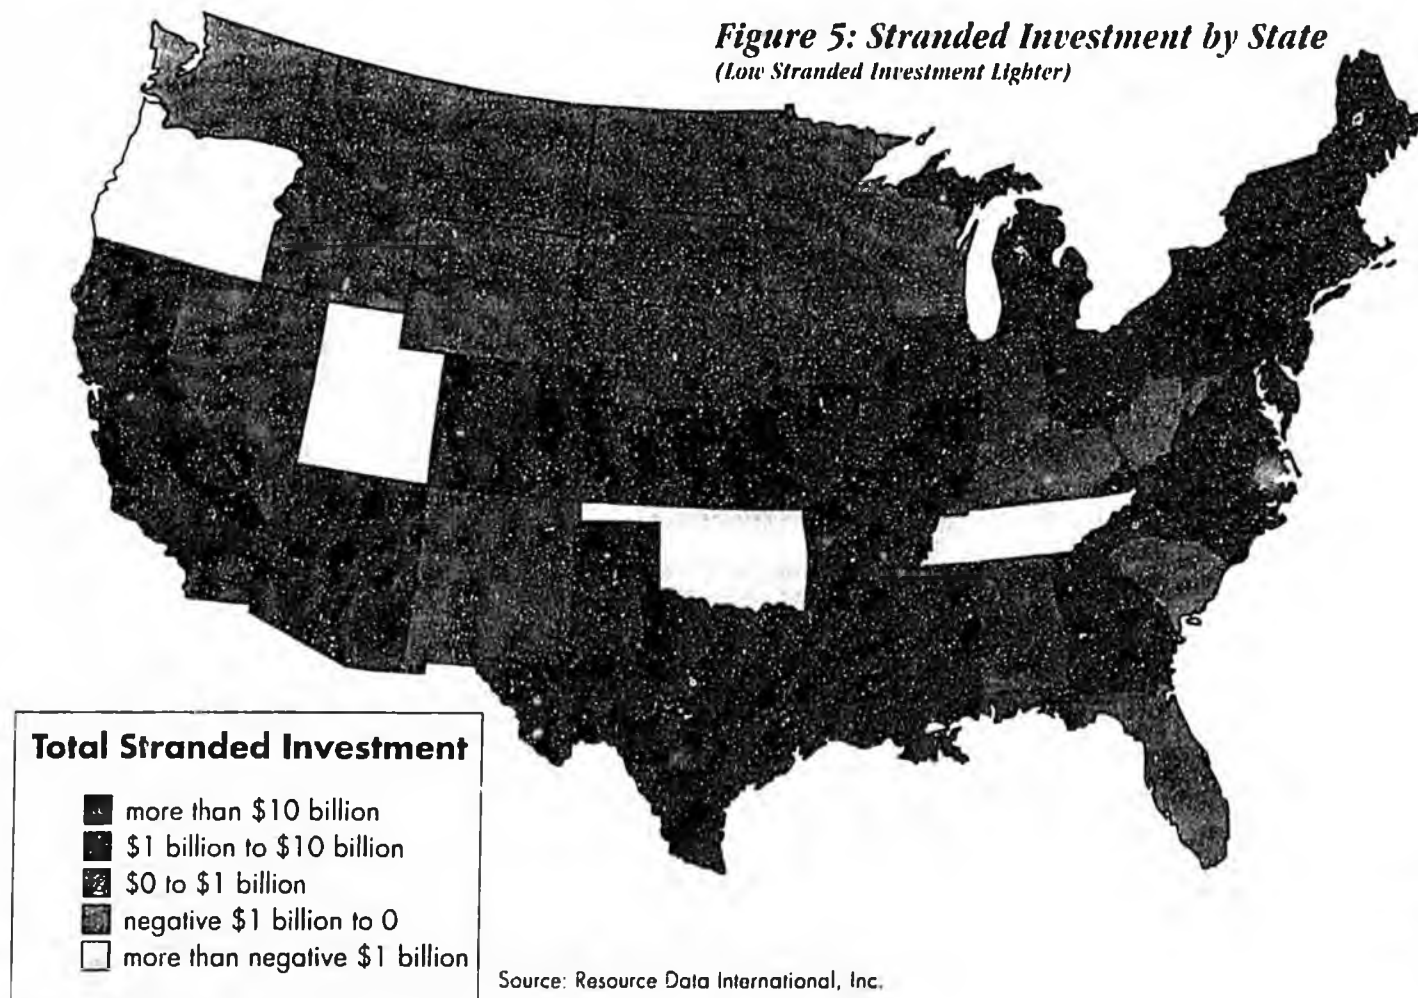 Figure 5: Stranded Investment by State
(Low Stranded Investment Lighter)
Total Stranded Investment
more than $10 billion
$1 billion to $10 billion
$0 to $1 billion
negative $1 billion to 0
more than negative $1 billion
Source: Resource Data International, Inc.